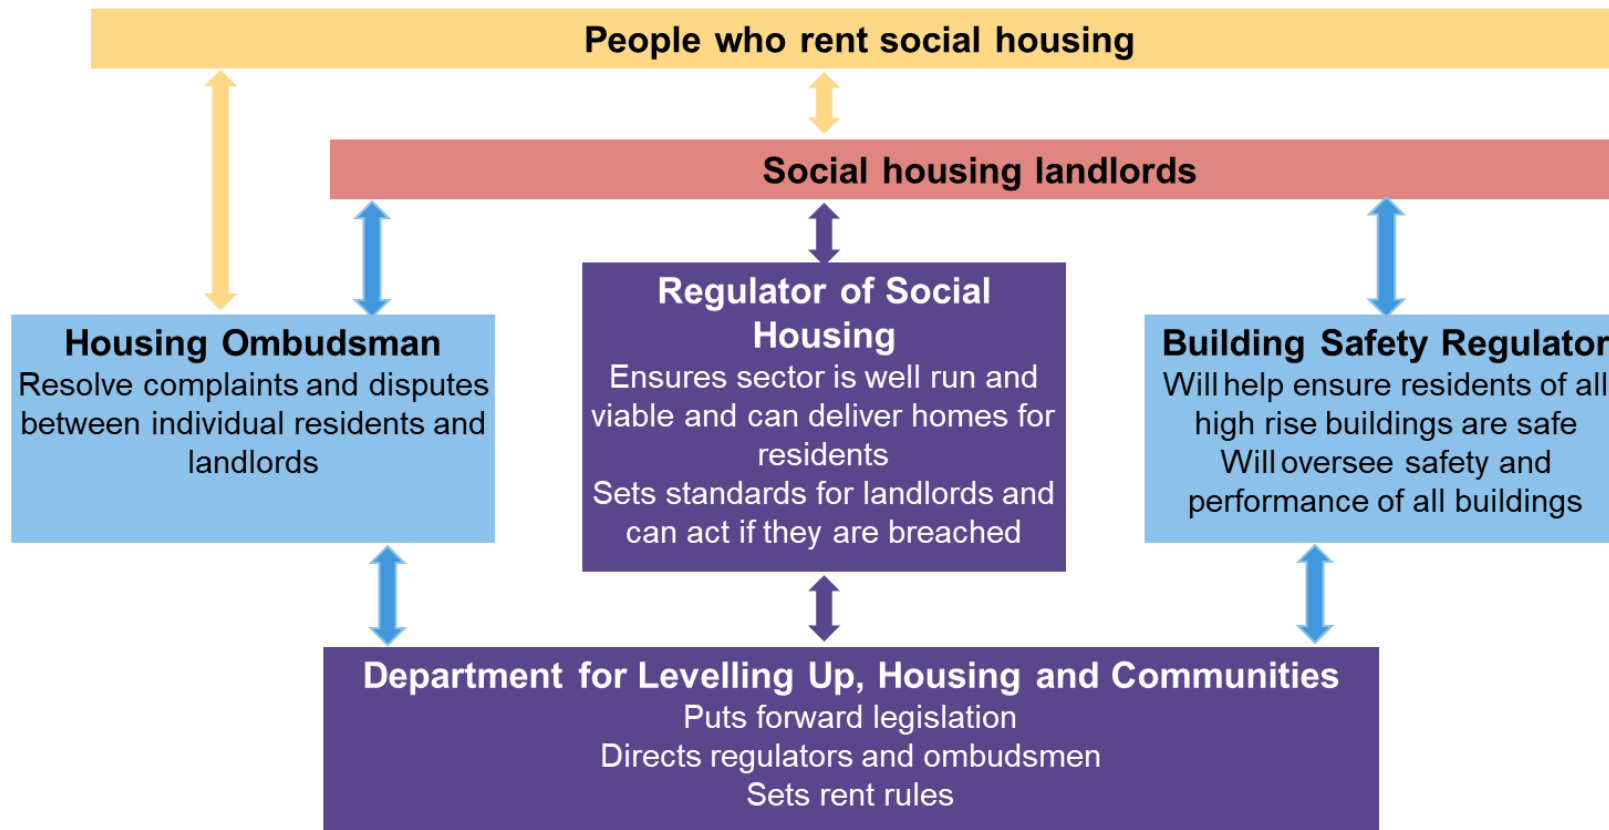 People who rent social housing
Social housing landlords
Housing Ombudsman
Resolve complaints and disputes
between individual residents and
landlords
Regulator of Social
Housing
Ensures sector is well run and
viable and can deliver homes for
residents
Sets standards for landlords and
can act if they are breached
Building Safety Regulator
Will help ensure residents of all
high rise buildings are safe
Will oversee safety and
performance of all buildings
Department for Levelling Up, Housing and Communities
Puts forward legislation
Directs regulators and ombudsmen
Sets rent rules